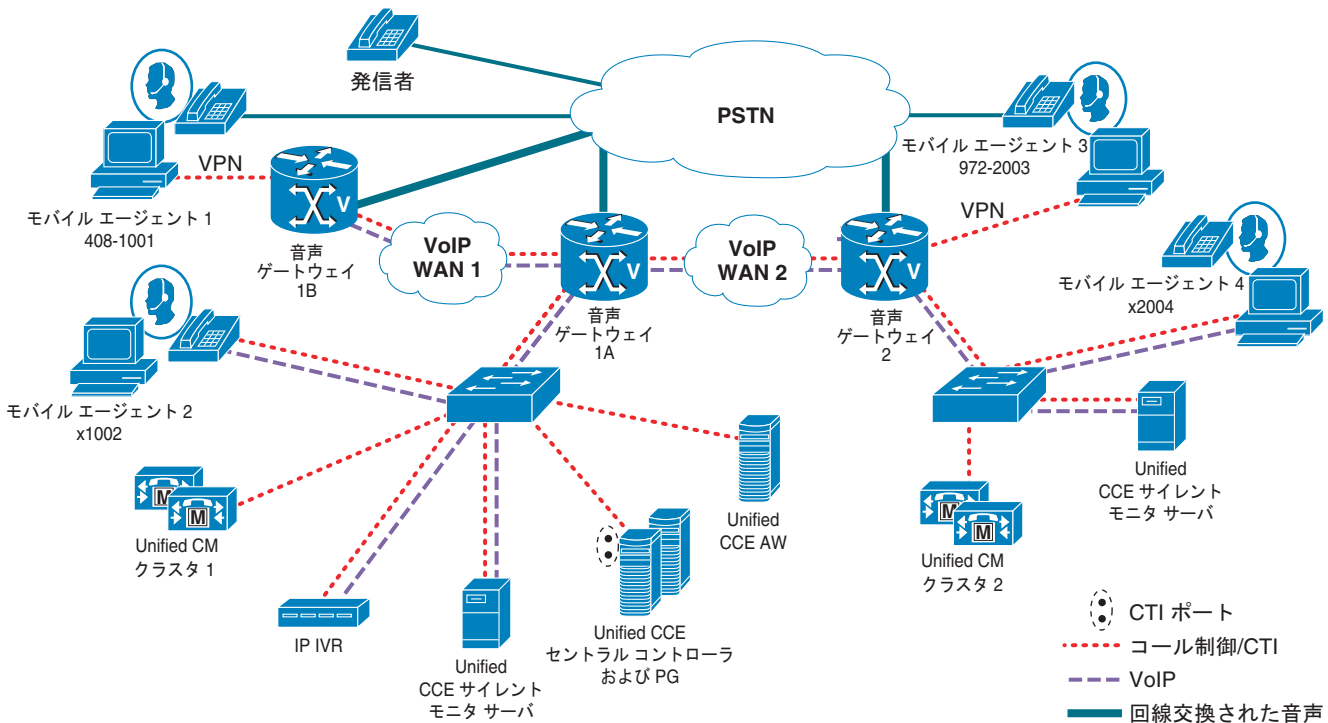 発信者
PSTN
モバイル エージェント 3
972-2003
VPN
モバイル エージェント 1
408-1001
V
音声
ゲートウェイ
1B
VoIP
WAN 1
V
音声
ゲートウェイ
1A
VoIP
WAN 2
V
音声
ゲートウェイ
2
VPN
モバイル エージェント 4
x2004
モバイル エージェント 2
x1002
M
M
Unified CM
クラスタ 1
IP IVR
Unified
CCE サイレント
モニタ サーバ
Unified CCE
セントラル コントローラ
および PG
Unified
CCE AW
M
M
Unified CM
クラスタ 2
Unified
CCE サイレント
モニタ サーバ
CTI ポート
コール制御/CTI
VoIP
回線交換された音声